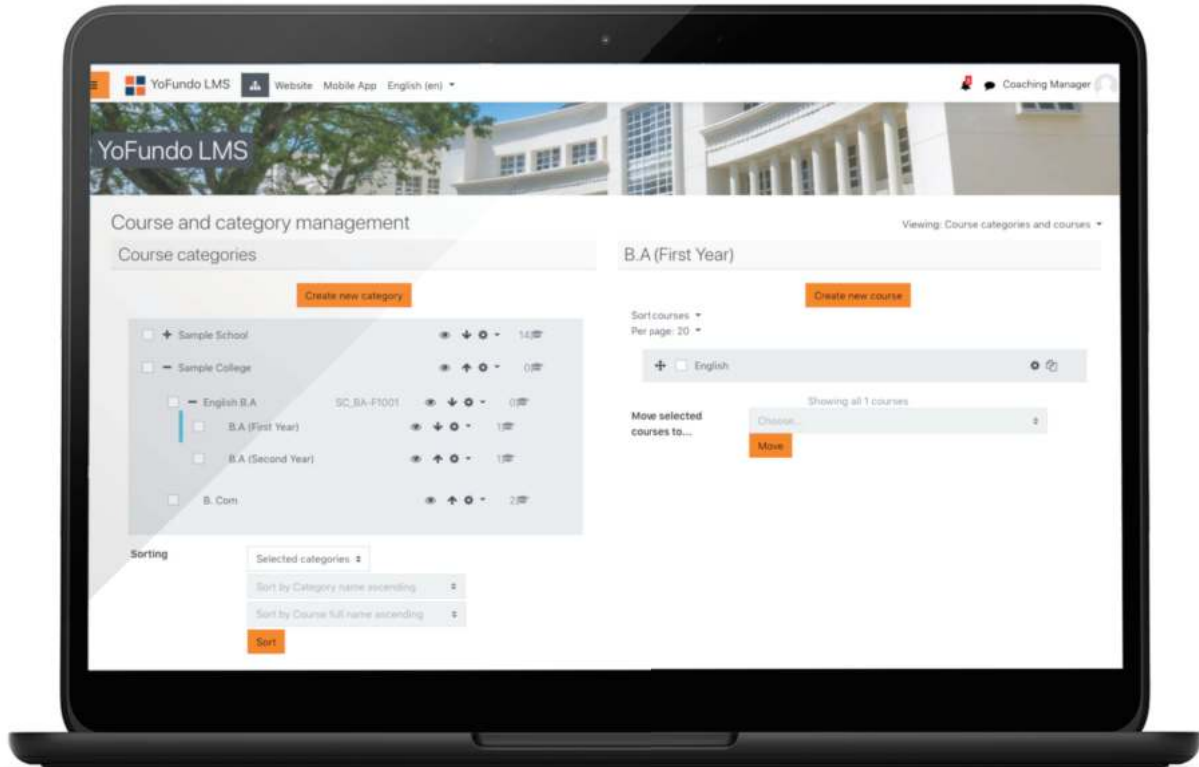 YoFundo LMS Website Mobile App English (en) Coaching Manager
YoFundo LMS
Course and category management
Viewing: Course categories and courses
Course categories
Create new category
Sample School 14
Sample College 0
English B.A SC_BA-F1001 0
B.A (First Year) 1
B.A (Second Year) 1
B. Com 2
Sorting
Selected categories
Sort by Category name ascending
Sort by Course full name ascending
Sort
B.A (First Year)
Create new course
Sort courses
Per page: 20
English
Showing all 1 courses
Move selected
courses to...
Choose...
Move